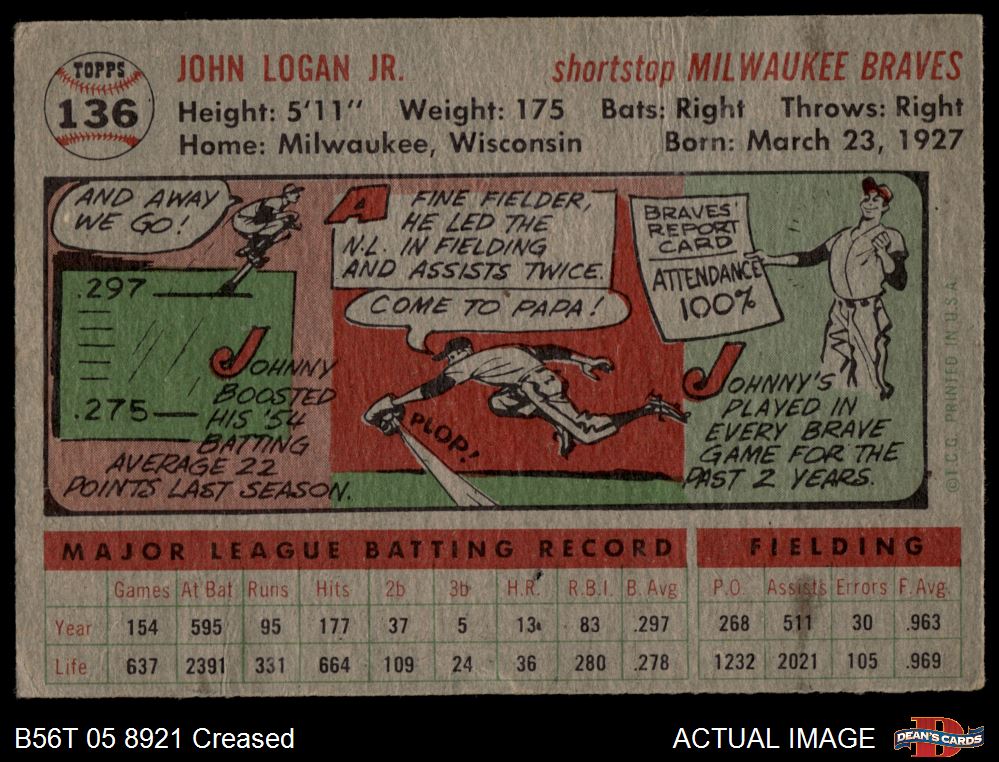 TOPPS
136
JOHN LOGAN JR. shortstop MILWAUKEE BRAVES
Height: 5'11" Weight: 175 Bats: Right Throws: Right
Home: Milwaukee, Wisconsin Born: March 23, 1927
AND AWAY
WE GO!
.297
.275
JOHNNY
BOOSTED
HIS '54
BATTING
AVERAGE 22
POINTS LAST SEASON.
A FINE FIELDER,
HE LED THE
N.L. IN FIELDING
AND ASSISTS TWICE.
COME TO PAPA!
PLOP!
BRAVES'
REPORT
CARD
ATTENDANCE
100%
JOHNNY'S
PLAYED IN
EVERY BRAVE
GAME FOR THE
PAST 2 YEARS.
© T.C.G. PRINTED IN U.S.A.
MAJOR LEAGUE BATTING RECORD FIELDING
Games At Bat Runs Hits 2b 3b H.R. R.B.I. B. Avg. P.O. Assists Errors F. Avg.
Year 154 595 95 177 37 5 13 83 .297 268 511 30 .963
Life 637 2391 331 664 109 24 36 280 .278 1232 2021 105 .969
B56T 05 8921 Creased ACTUAL IMAGE
D
DEAN'S CARDS